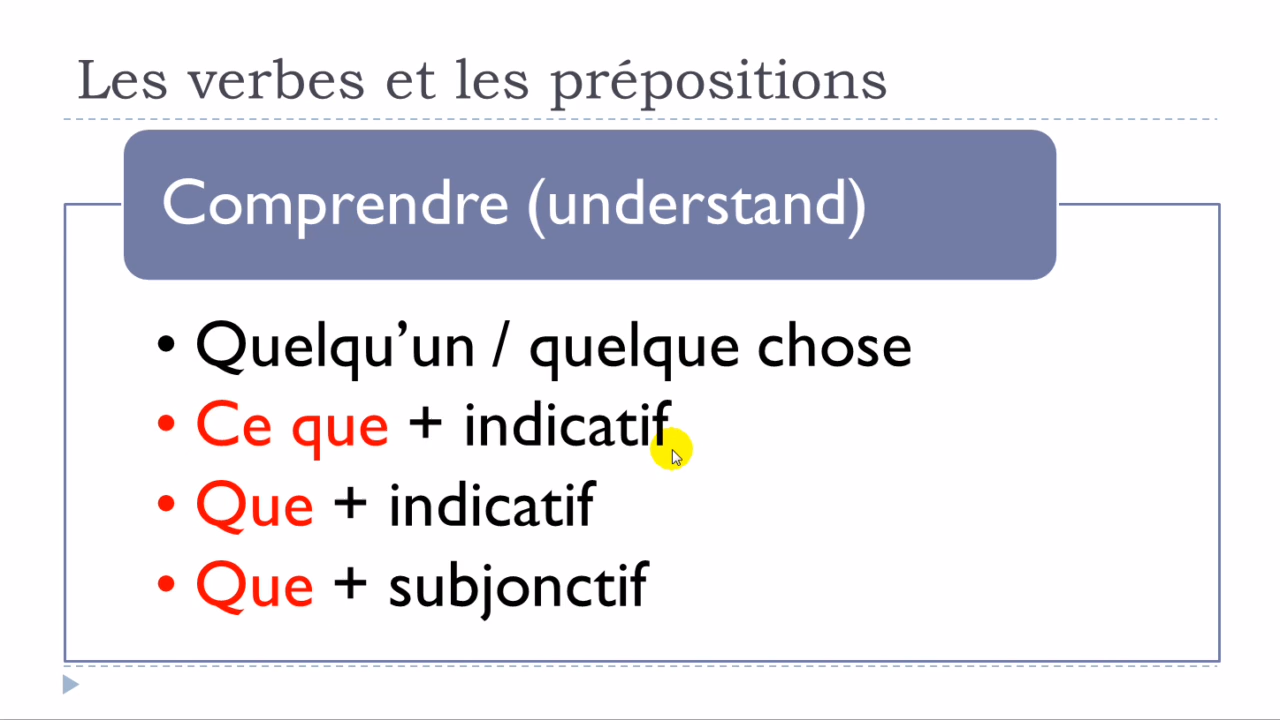 Les verbes et les prépositions
Comprendre (understand)
• Quelqu’un / quelque chose
• Ce que + indicatif
• Que + indicatif
• Que + subjonctif